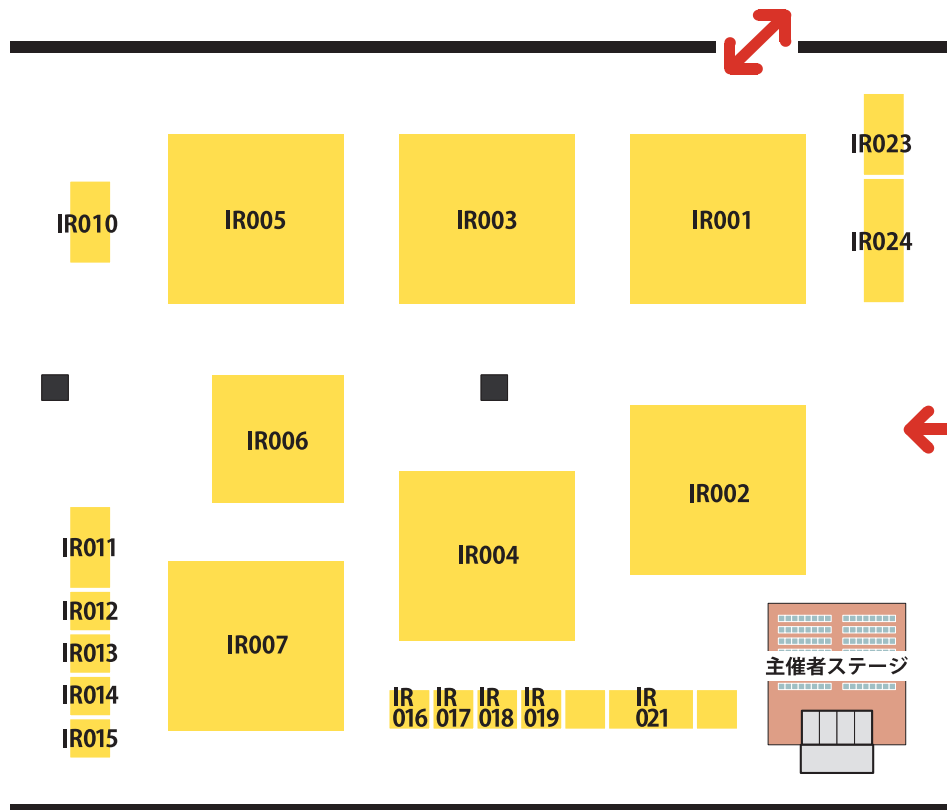 IR023
IR010
IR005
IR003
IR001
IR024
IR006
IR002
IR011
IR004
IR012
IR013
IR007
IR014
IR015
主催者ステージ
IR
016
IR
017
IR
018
IR
019
IR
021